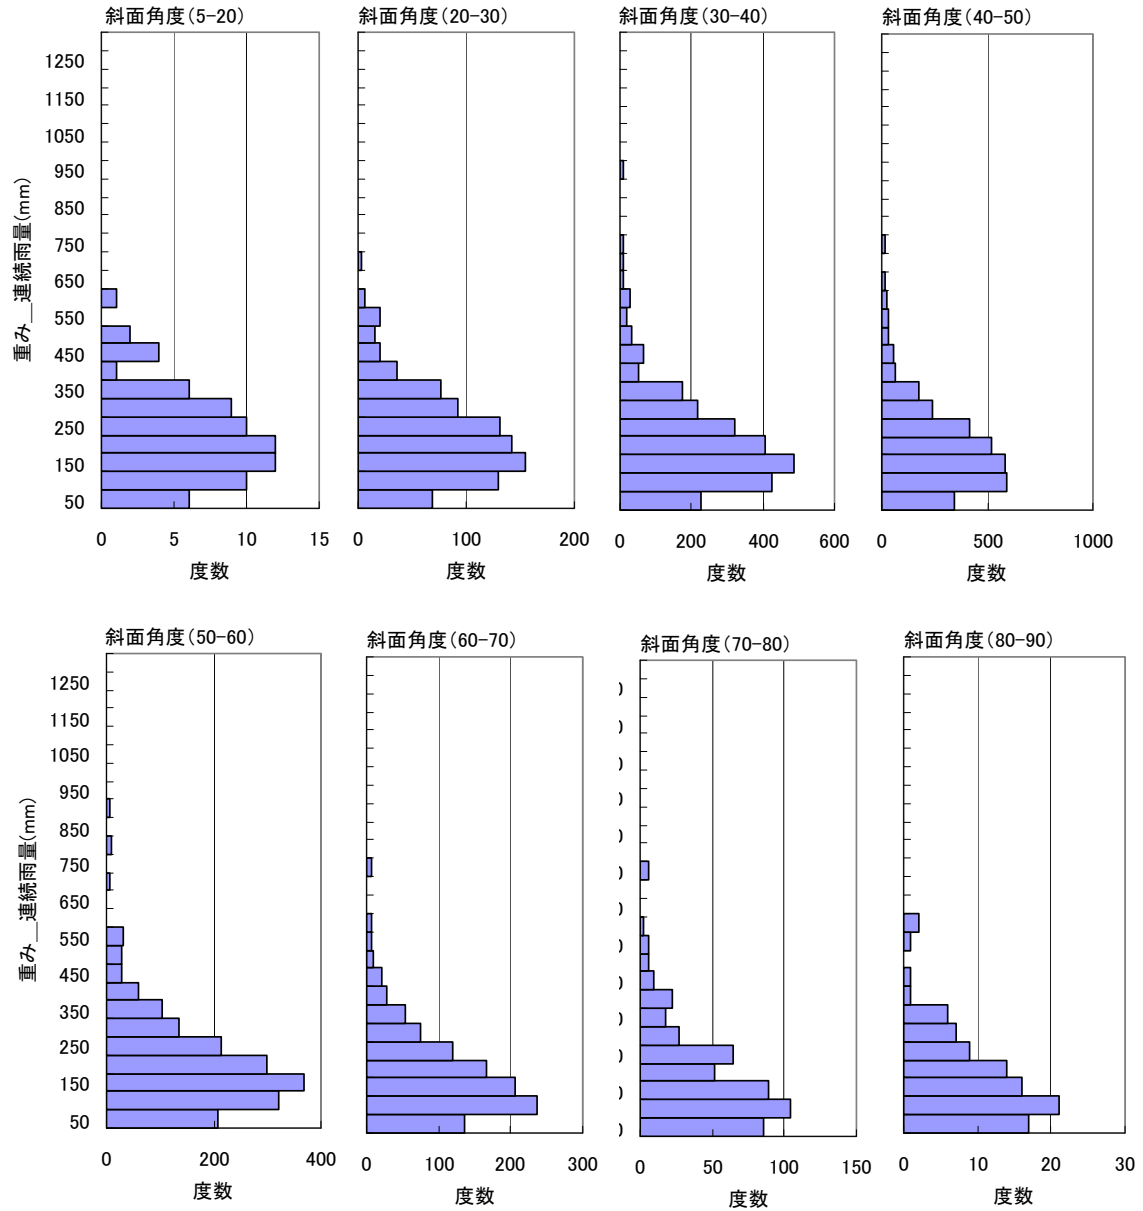 斜面角度(5-20)
斜面角度(20-30)
斜面角度(30-40)
斜面角度(40-50)
重み__連続雨量(mm)
1250
1150
1050
950
850
750
650
550
450
350
250
150
50
0 5 10 15
0 100 200
0 200 400 600
0 500 1000
度数
度数
度数
度数
斜面角度(50-60)
斜面角度(60-70)
斜面角度(70-80)
斜面角度(80-90)
重み__連続雨量(mm)
1250
1150
1050
950
850
750
650
550
450
350
250
150
50
0 200 400
0 100 200 300
0 50 100 150
0 10 20 30
度数
度数
度数
度数